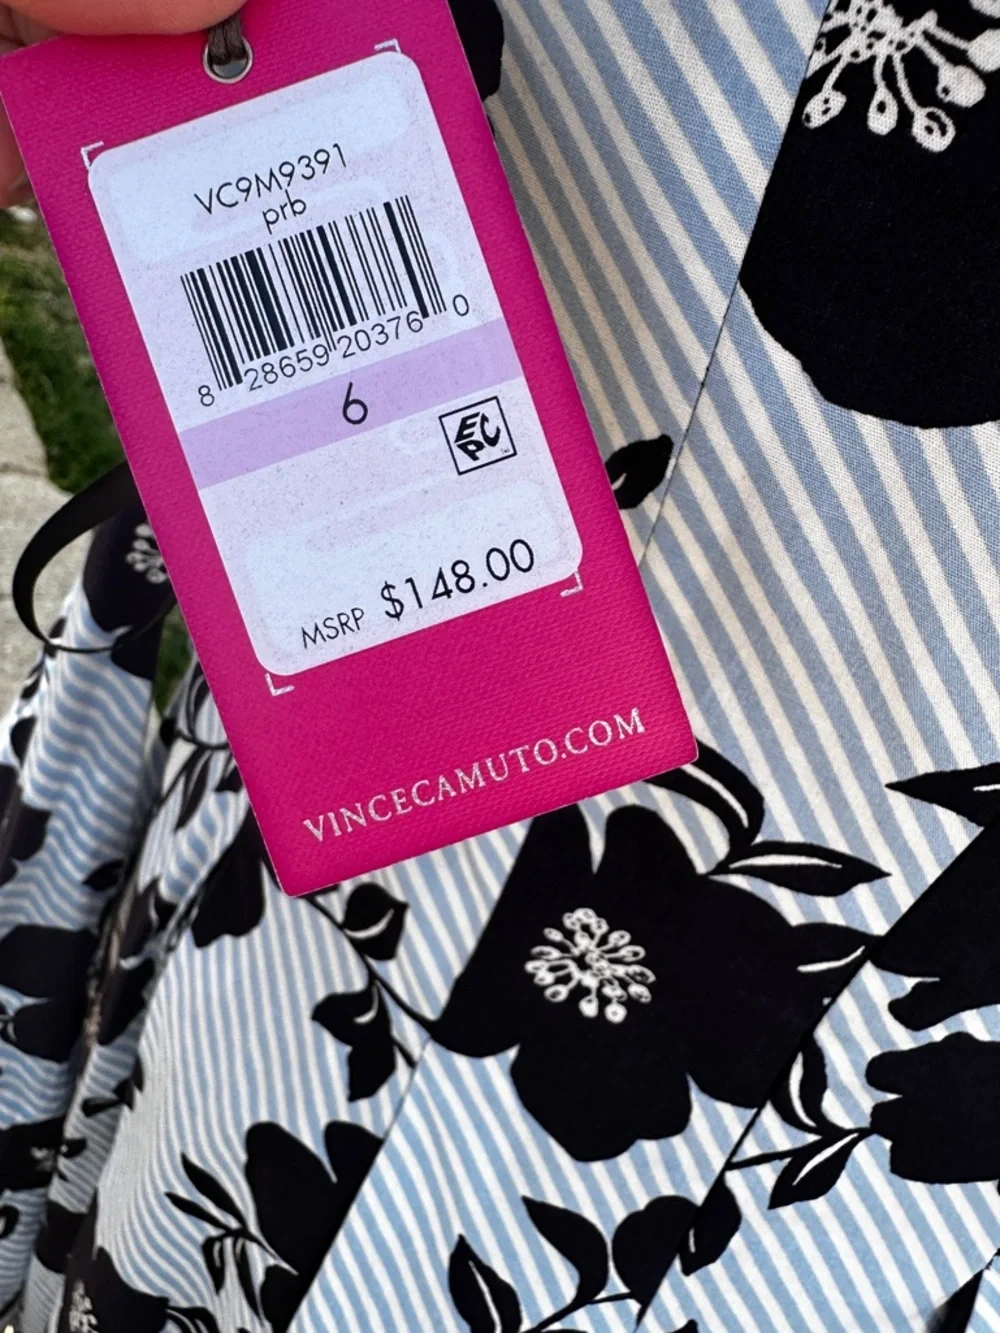 VC9M9391
prb
8 28659 20376 0
6
EPC
MSRP $148.00
VINCECAMUTO.COM